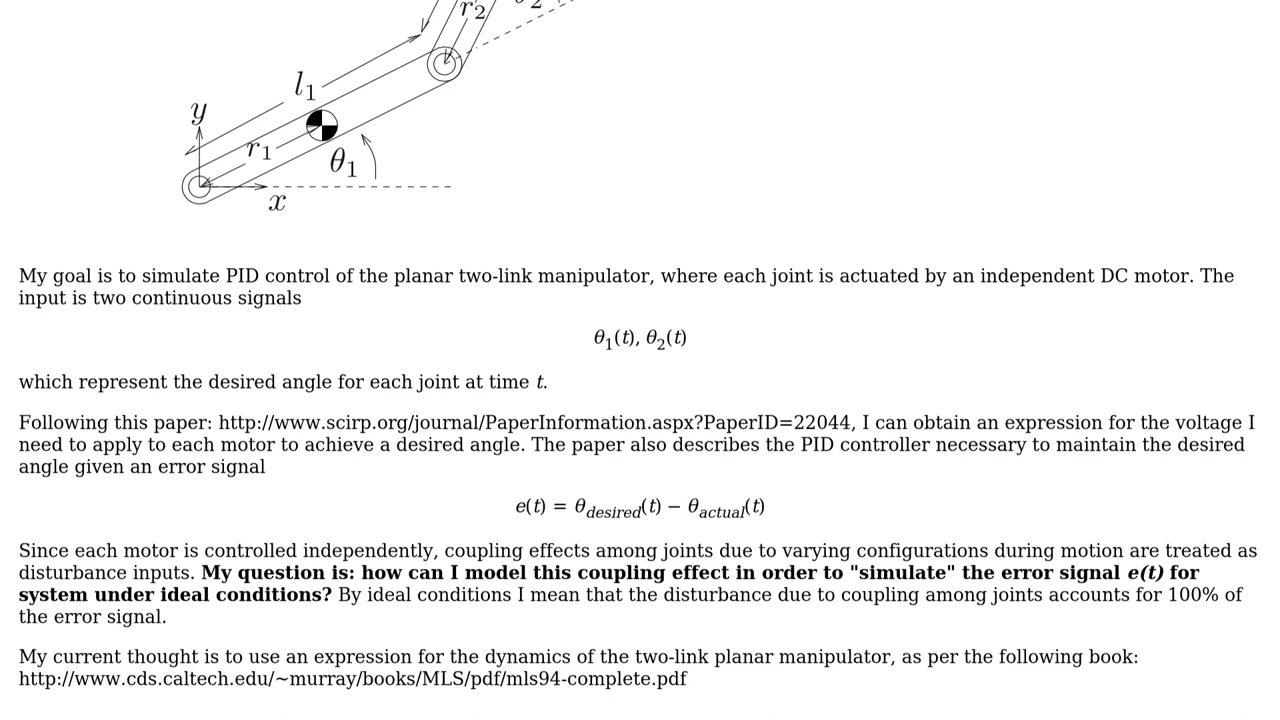 r2
l1
y
r1
θ1
x
My goal is to simulate PID control of the planar two-link manipulator, where each joint is actuated by an independent DC motor. The
input is two continuous signals
θ1(t), θ2(t)
which represent the desired angle for each joint at time t.
Following this paper: http://www.scirp.org/journal/PaperInformation.aspx?PaperID=22044, I can obtain an expression for the voltage I
need to apply to each motor to achieve a desired angle. The paper also describes the PID controller necessary to maintain the desired
angle given an error signal
e(t) = θdesired(t) − θactual(t)
Since each motor is controlled independently, coupling effects among joints due to varying configurations during motion are treated as
disturbance inputs. My question is: how can I model this coupling effect in order to "simulate" the error signal e(t) for
system under ideal conditions? By ideal conditions I mean that the disturbance due to coupling among joints accounts for 100% of
the error signal.
My current thought is to use an expression for the dynamics of the two-link planar manipulator, as per the following book:
http://www.cds.caltech.edu/~murray/books/MLS/pdf/mls94-complete.pdf